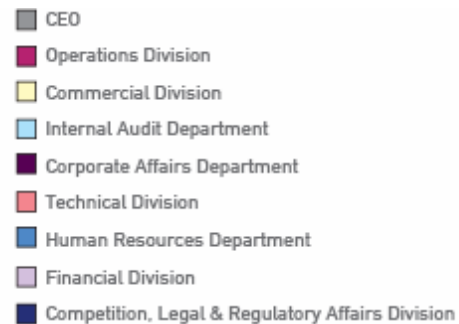 CEO
Operations Division
Commercial Division
Internal Audit Department
Corporate Affairs Department
Technical Division
Human Resources Department
Financial Division
Competition, Legal & Regulatory Affairs Division